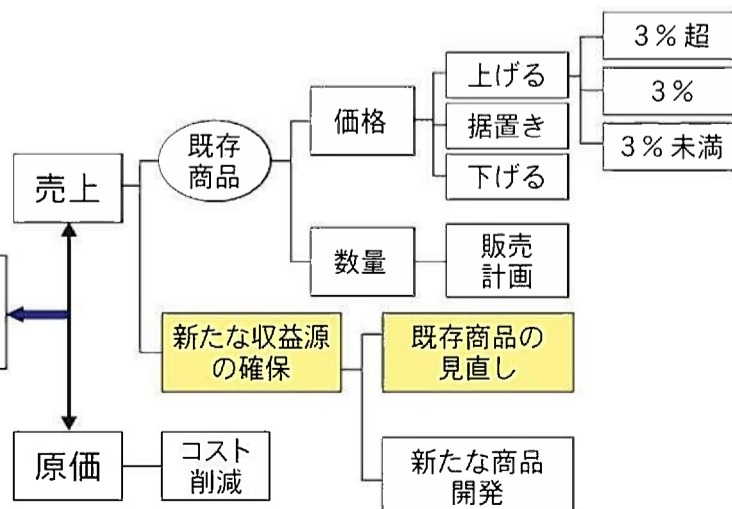 売上
既存
商品
価格
上げる
3%超
3%
3%未満
据置き
下げる
数量
販売
計画
新たな収益源
の確保
既存商品の
見直し
新たな商品
開発
原価
コスト
削減